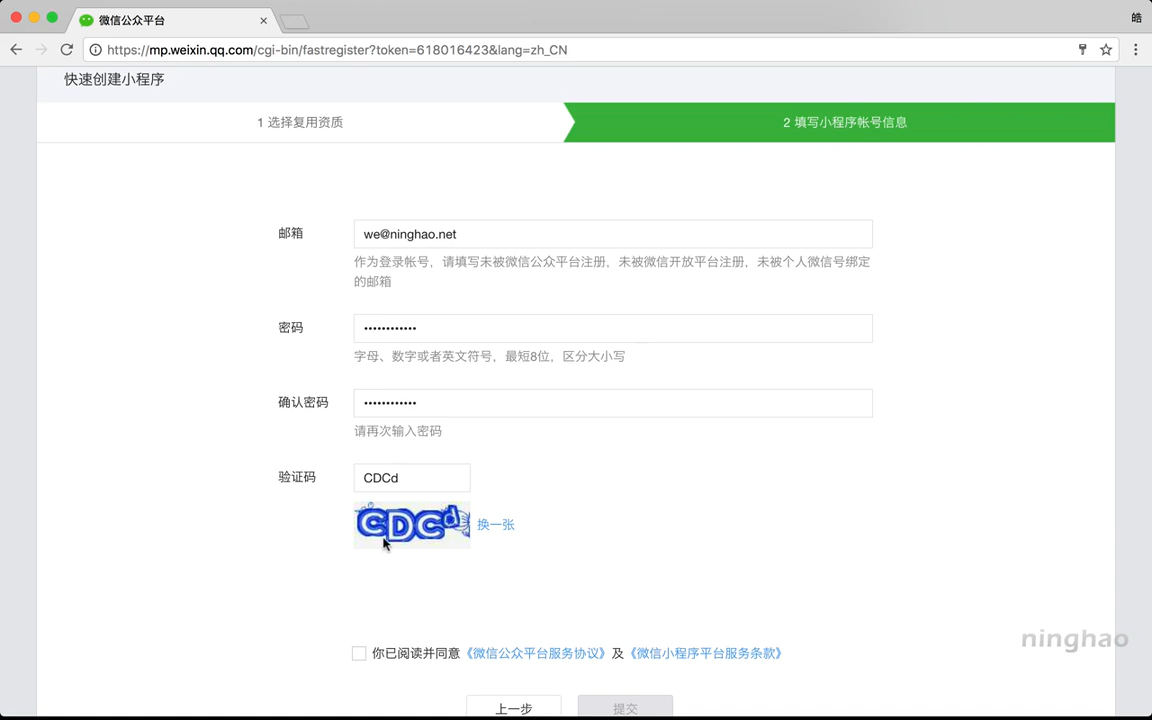 微信公众平台
皓
https://mp.weixin.qq.com/cgi-bin/fastregister?token=618016423&lang=zh_CN
快速创建小程序
1 选择复用资质
2 填写小程序帐号信息
邮箱
we@ninghao.net
作为登录帐号，请填写未被微信公众平台注册，未被微信开放平台注册，未被个人微信号绑定
的邮箱
密码
••••••••••••
字母、数字或者英文符号，最短8位，区分大小写
确认密码
••••••••••••
请再次输入密码
验证码
CDCd
CDCd 换一张
ninghao
你已阅读并同意《微信公众平台服务协议》及《微信小程序平台服务条款》
上一步
提交